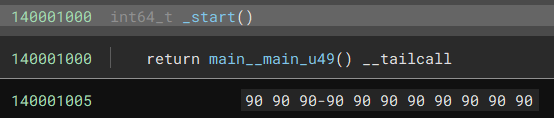 140001000 int64_t _start()
140001000 return main__main_u49() __tailcall
140001005 90 90 90-90 90 90 90 90 90 90 90